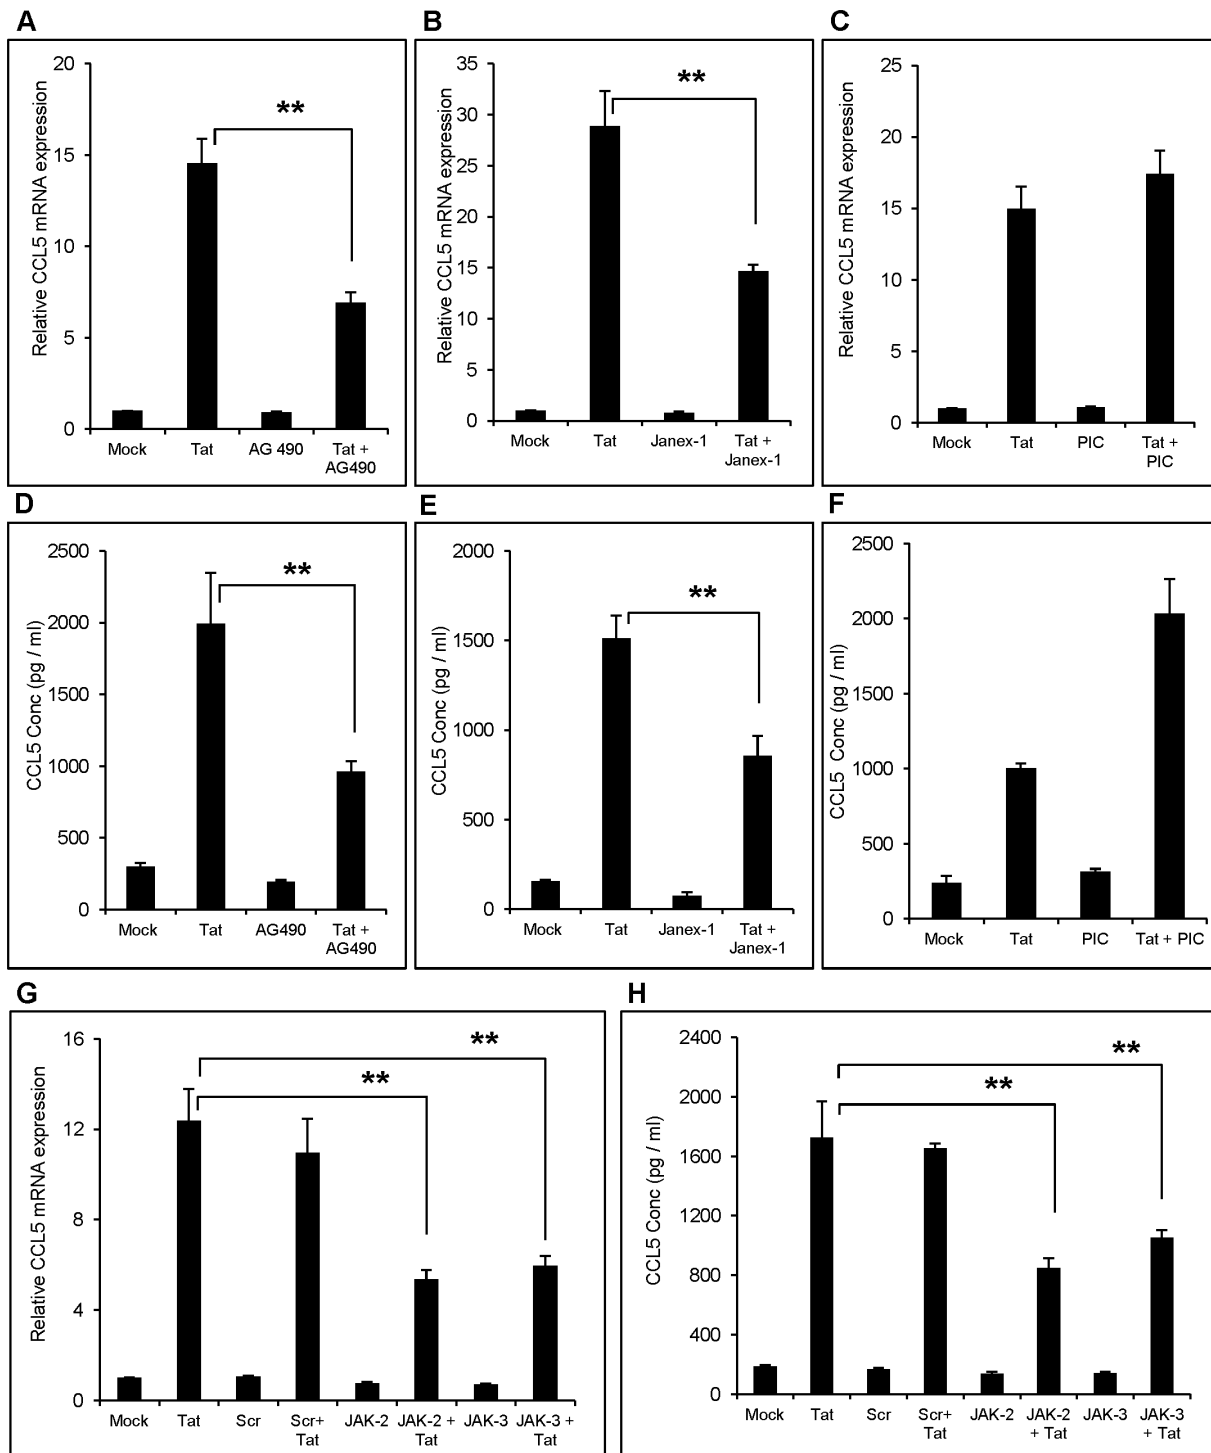 A
Relative CCL5 mRNA expression
20
15
10
5
0
**
Mock
Tat
AG 490
Tat +
AG490
B
Relative CCL5 mRNA expression
35
30
25
20
15
10
5
0
**
Mock
Tat
Janex-1
Tat +
Janex-1
C
Relative CCL5 mRNA expression
25
20
15
10
5
0
Mock
Tat
PIC
Tat +
PIC
D
CCL5 Conc (pg / ml)
2500
2000
1500
1000
500
0
**
Mock
Tat
AG490
Tat +
AG490
E
CCL5 Conc (pg / ml)
2000
1500
1000
500
0
**
Mock
Tat
Janex-1
Tat +
Janex-1
F
CCL5 Conc (pg / ml)
2500
2000
1500
1000
500
0
Mock
Tat
PIC
Tat + PIC
G
Relative CCL5 mRNA expression
16
12
8
4
0
**
**
Mock
Tat
Scr
Scr+
Tat
JAK-2
JAK-2 +
Tat
JAK-3
JAK-3 +
Tat
H
CCL5 Conc (pg / ml)
2400
2000
1600
1200
800
400
0
**
**
Mock
Tat
Scr
Scr+
Tat
JAK-2
JAK-2
+ Tat
JAK-3
JAK-3
+ Tat